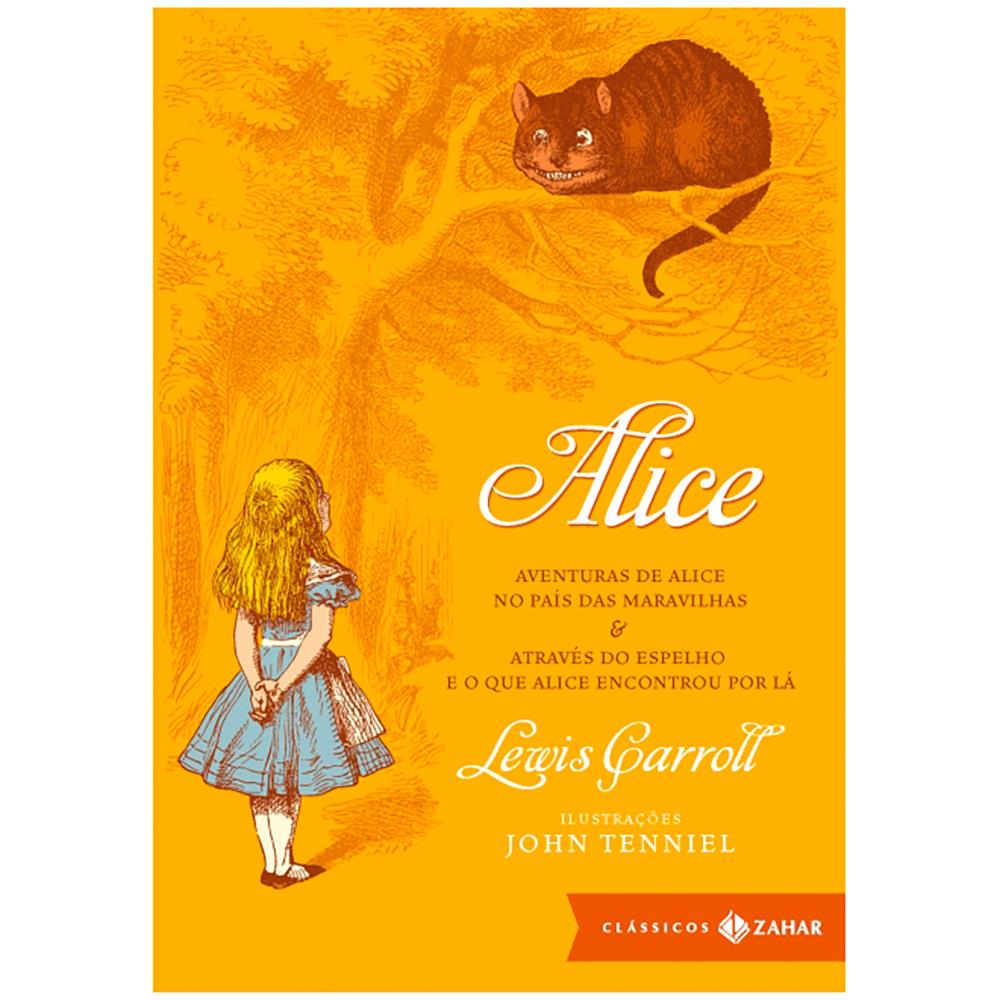 Alice
AVENTURAS DE ALICE
NO PAÍS DAS MARAVILHAS
&
ATRAVÉS DO ESPELHO
E O QUE ALICE ENCONTROU POR LÁ
Lewis Carroll
ILUSTRAÇÕES
JOHN TENNIEL
CLÁSSICOS ZAHAR